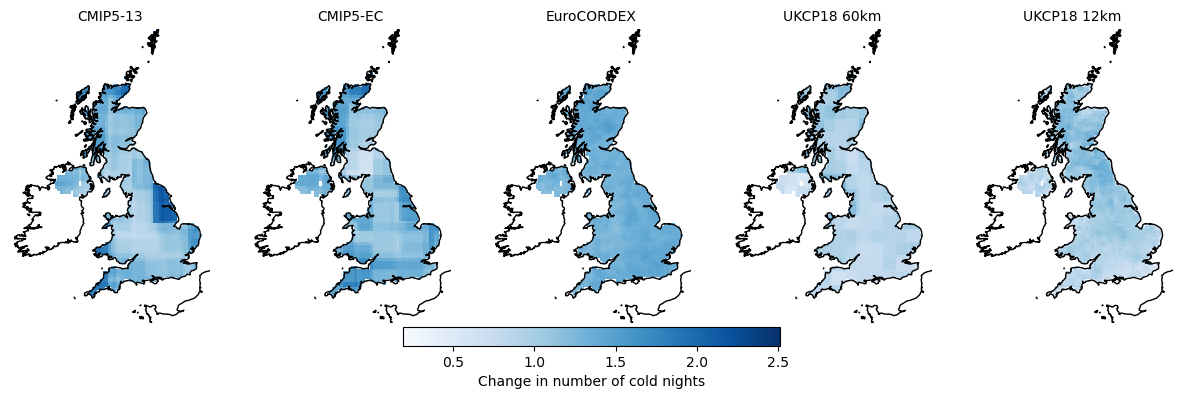 CMIP5-13 CMIP5-EC EuroCORDEX UKCP18 60km UKCP18 12km
0.5 1.0 1.5 2.0 2.5
Change in number of cold nights